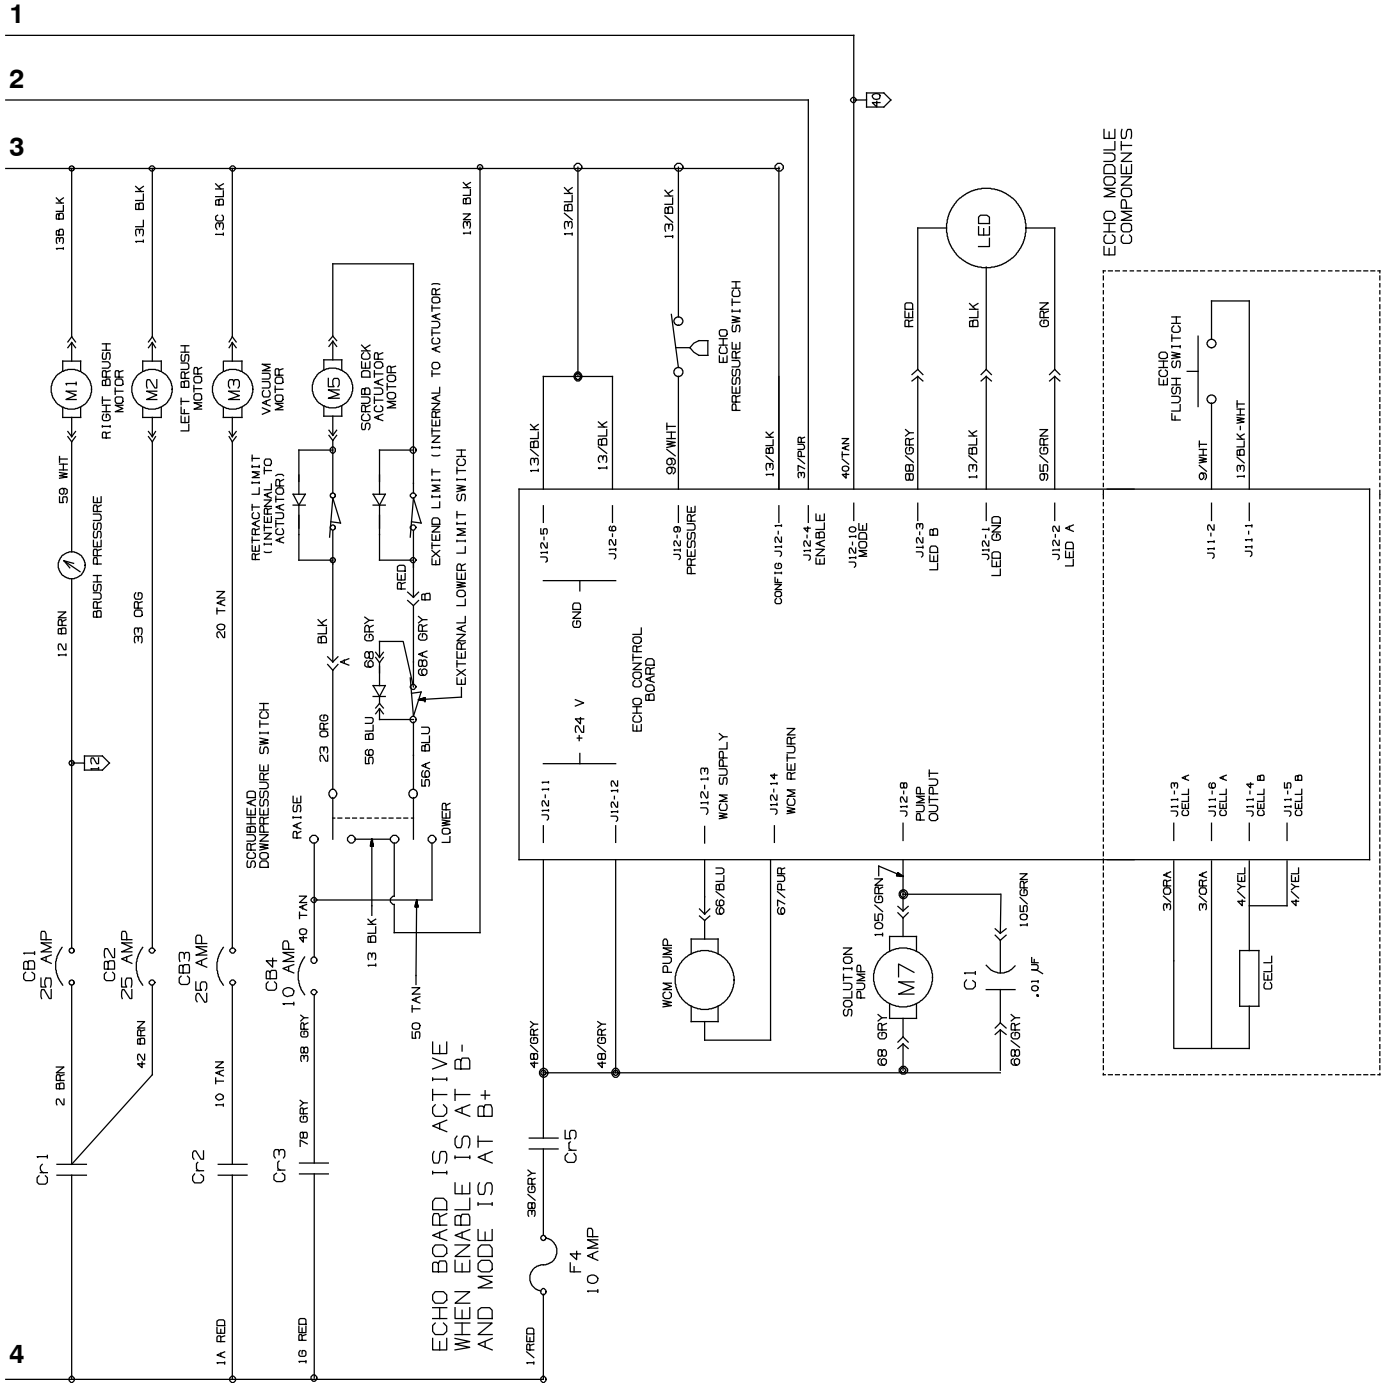 1
2
3
4
40
ECHO MODULE
COMPONENTS
13B BLK
13L BLK
13C BLK
13N BLK
13/BLK
13/BLK
M1
RIGHT BRUSH
MOTOR
M2
LEFT BRUSH
MOTOR
M3
VACUUM
MOTOR
M5
SCRUB DECK
ACTUATOR
MOTOR
ECHO
PRESSURE SWITCH
LED
RED
BLK
GRN
ECHO
FLUSH SWITCH
59 WHT
BRUSH PRESSURE
12 BRN
33 ORG
20 TAN
RETRACT LIMIT
(INTERNAL TO
ACTUATOR)
EXTEND LIMIT (INTERNAL TO ACTUATOR)
EXTERNAL LOWER LIMIT SWITCH
13/BLK
13/BLK
99/WHT
13/BLK
37/PUR
40/TAN
88/GRY
13/BLK
95/GRN
9/WHT
13/BLK-WHT
J12-5
J12-6
J12-9
PRESSURE
CONFIG J12-1
J12-4
ENABLE
J12-10
MODE
J12-3
LED B
J12-1
LED GND
J12-2
LED A
J11-2
J11-1
GND
+24 V
ECHO CONTROL
BOARD
BLK
A
RED
B
68 GRY
68A GRY
23 ORG
56 BLU
56A BLU
12
SCRUBHEAD
DOWNPRESSURE SWITCH
RAISE
LOWER
J12-11
J12-12
J12-13
WCM SUPPLY
J12-14
WCM RETURN
J12-8
PUMP
OUTPUT
J11-3
CELL A
J11-6
CELL A
J11-4
CELL B
J11-5
CELL B
CB1
25 AMP
CB2
25 AMP
CB3
25 AMP
CB4
10 AMP
40 TAN
13 BLK
50 TAN
66/BLU
67/PUR
105/GRN
105/GRN
3/ORA
3/ORA
4/YEL
4/YEL
WCM PUMP
SOLUTION
PUMP
M7
C1
.01 µF
CELL
2 BRN
42 BRN
10 TAN
38 GRY
78 GRY
48/GRY
48/GRY
68 GRY
68/GRY
Cr1
Cr2
Cr3
Cr5
38/GRY
F4
10 AMP
1A RED
1G RED
1/RED
ECHO BOARD IS ACTIVE
WHEN ENABLE IS AT B-
AND MODE IS AT B+